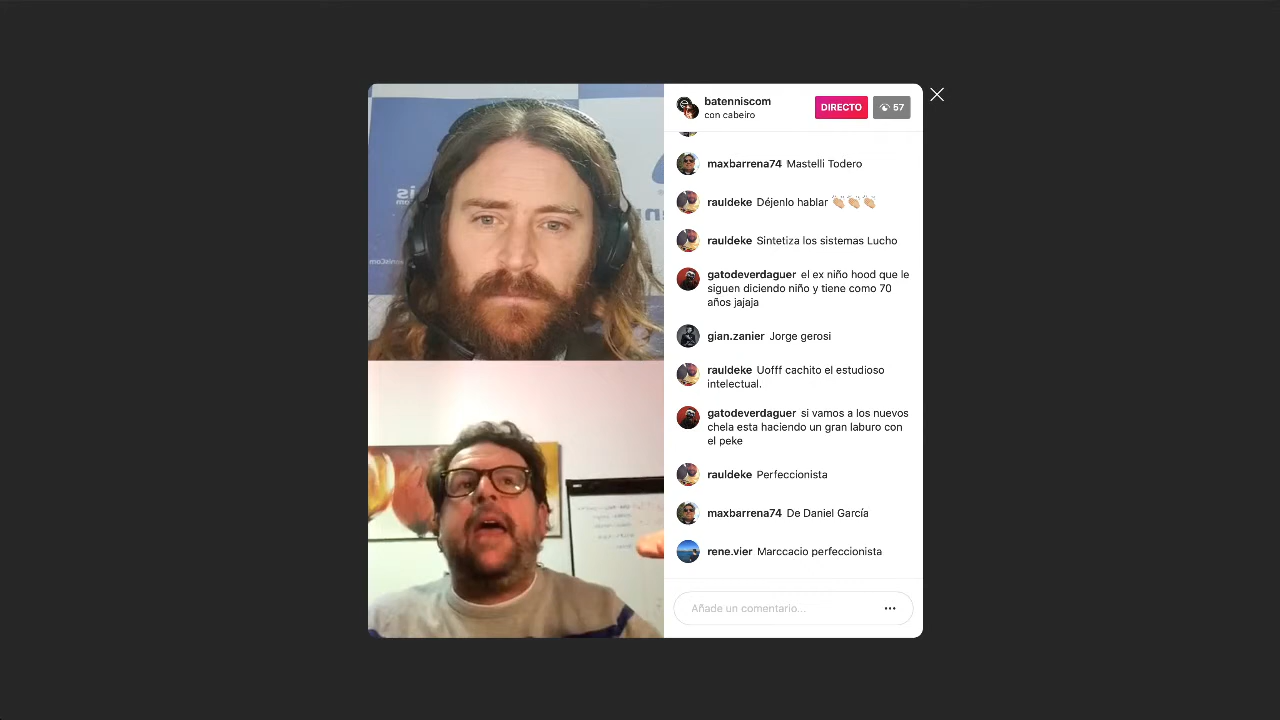 batenniscom
con cabeiro
DIRECTO
57
maxbarrena74 Mastelli Todero
rauldeke Déjenlo hablar 👏🏼👏🏼👏🏼
rauldeke Sintetiza los sistemas Lucho
gatodeverdaguer el ex niño hood que le
siguen diciendo niño y tiene como 70
años jajaja
gian.zanier Jorge gerosi
rauldeke Uofff cachito el estudioso
intelectual.
gatodeverdaguer si vamos a los nuevos
chela esta haciendo un gran laburo con
el peke
rauldeke Perfeccionista
maxbarrena74 De Daniel García
rene.vier Marccacio perfeccionista
Añade un comentario...